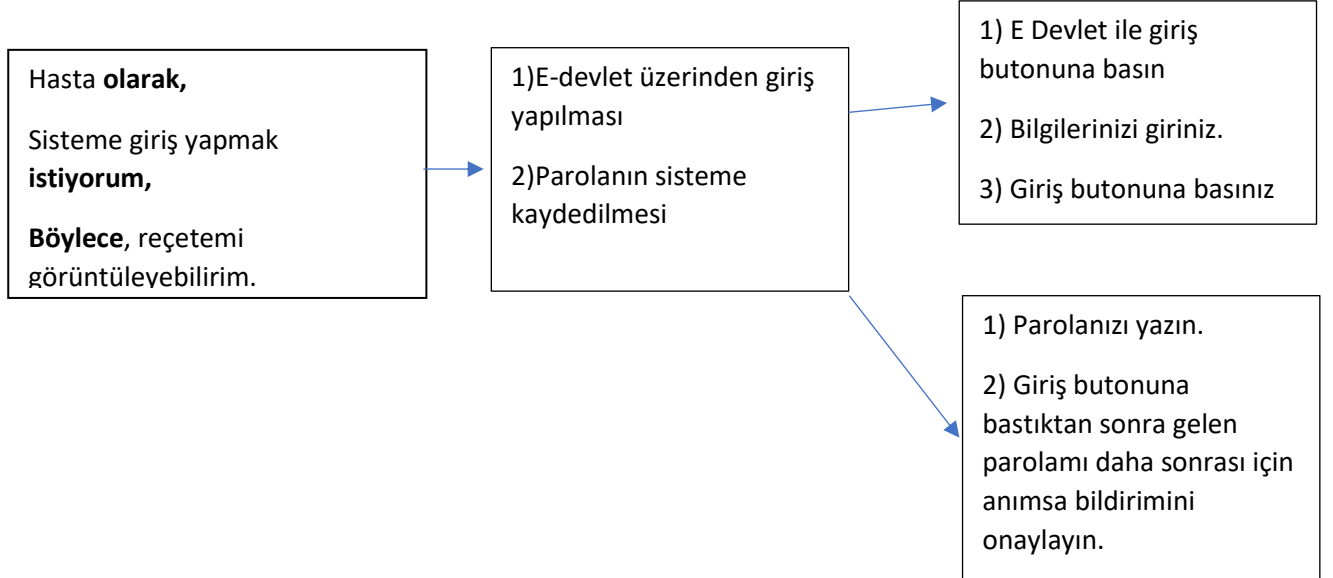 Hasta olarak,
Sisteme giriş yapmak
istiyorum,
Böylece, reçetemi
görüntüleyebilirim.
1)E-devlet üzerinden giriş
yapılması
2)Parolanın sisteme
kaydedilmesi
1) E Devlet ile giriş
butonuna basın
2) Bilgilerinizi giriniz.
3) Giriş butonuna basınız
1) Parolanızı yazın.
2) Giriş butonuna
bastıktan sonra gelen
parolamı daha sonrası için
anımsa bildirimini
onaylayın.